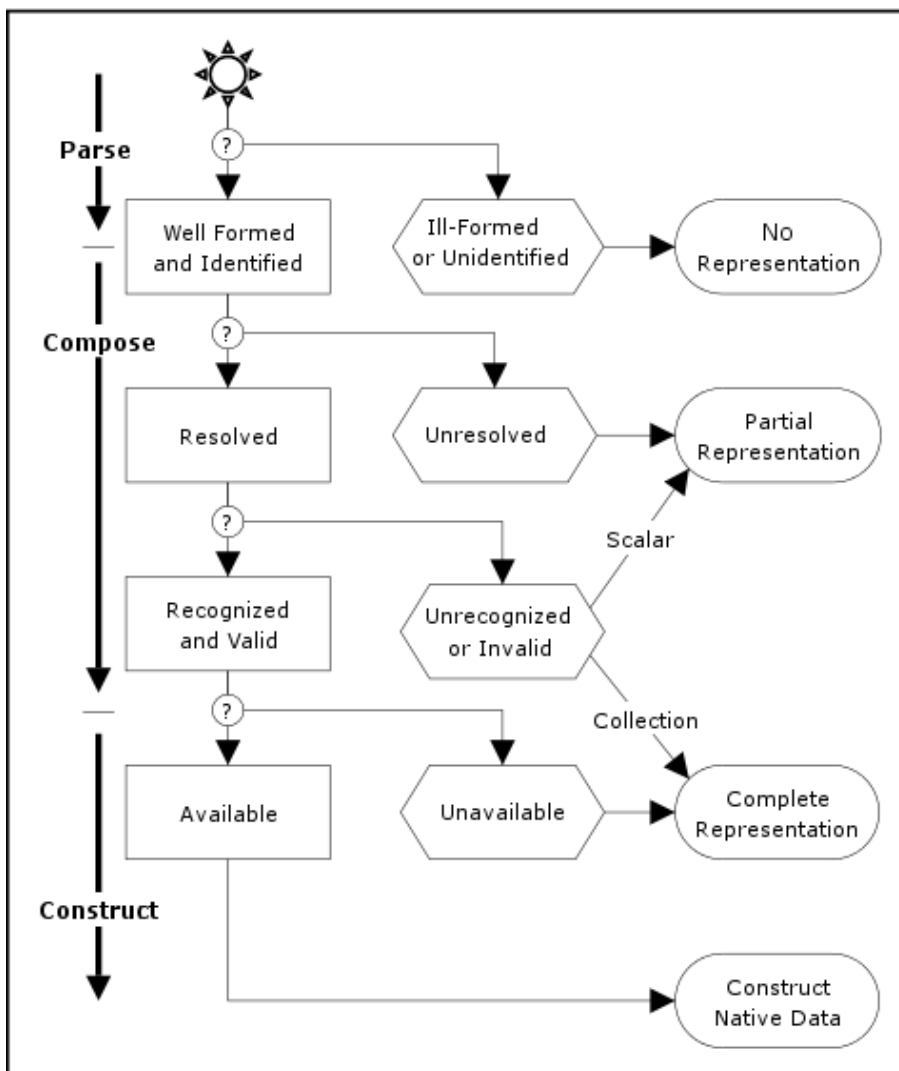 ?
Parse
Well Formed
and Identified
Ill-Formed
or Unidentified
No
Representation
?
Compose
Resolved
Unresolved
Partial
Representation
?
Scalar
Recognized
and Valid
Unrecognized
or Invalid
?
Collection
Available
Unavailable
Complete
Representation
Construct
Construct
Native Data